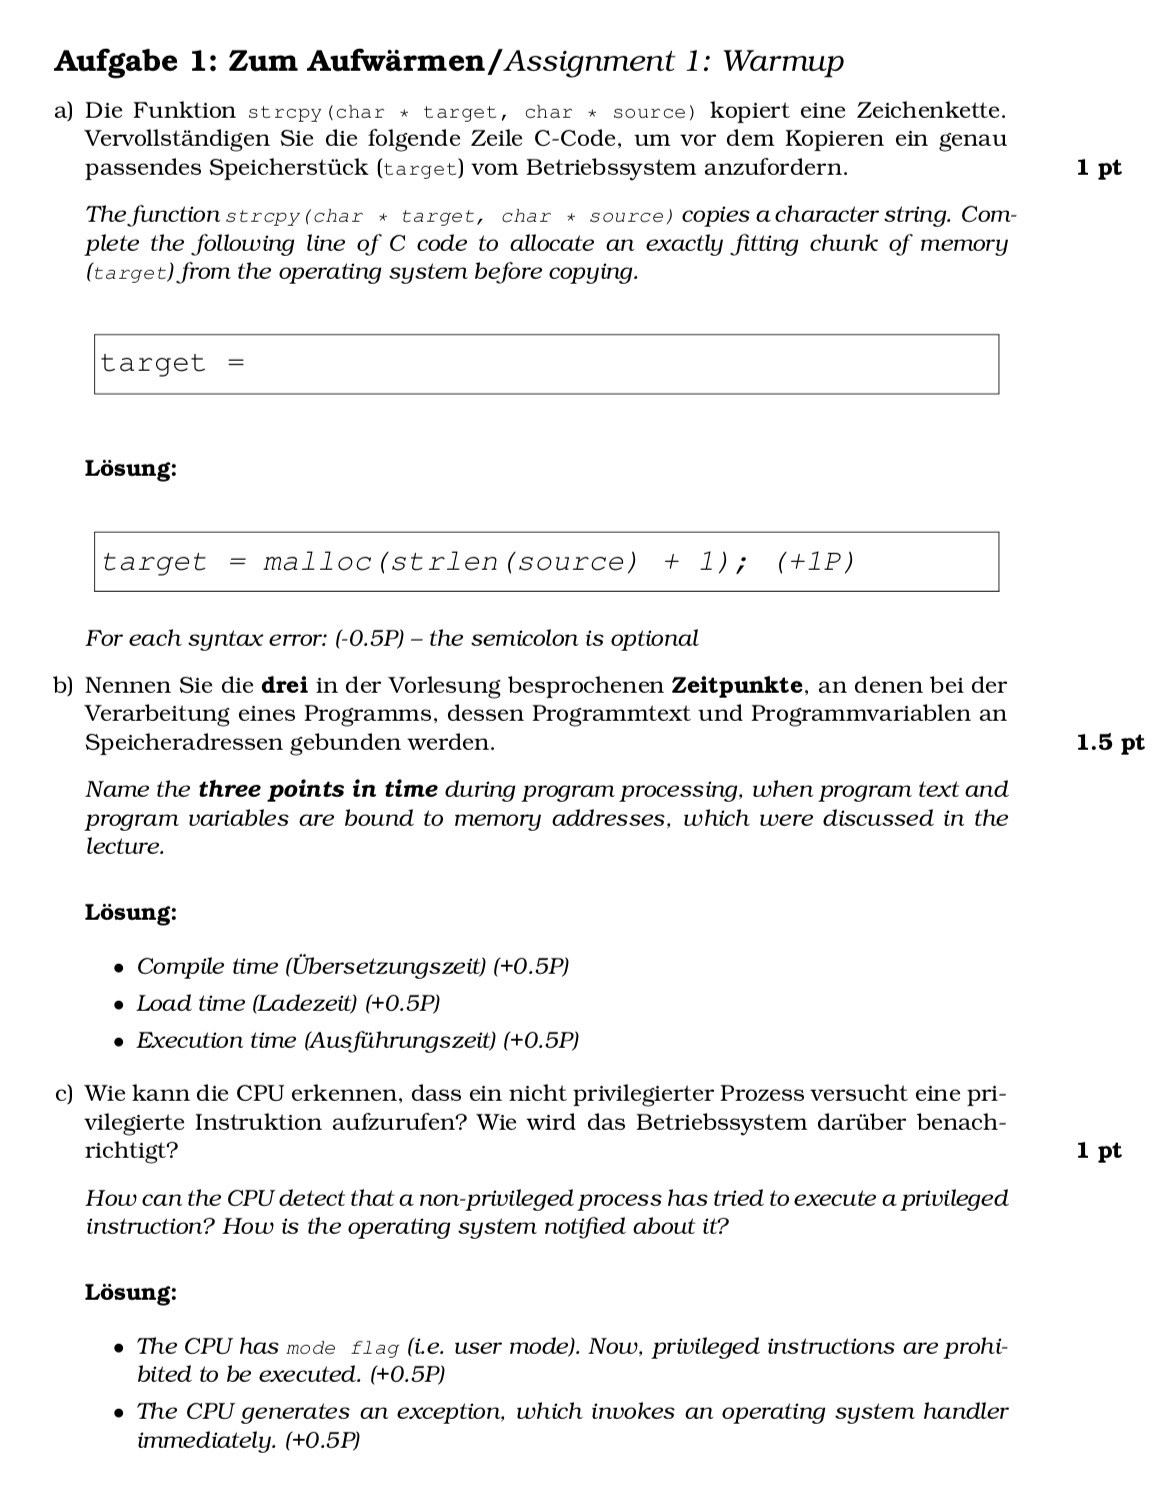 Aufgabe 1: Zum Aufwärmen/Assignment 1: Warmup
a) Die Funktion strcpy(char * target, char * source) kopiert eine Zeichenkette.
Vervollständigen Sie die folgende Zeile C-Code, um vor dem Kopieren ein genau
passendes Speicherstück (target) vom Betriebssystem anzufordern. 1 pt
The function strcpy(char * target, char * source) copies a character string. Com-
plete the following line of C code to allocate an exactly fitting chunk of memory
(target) from the operating system before copying.
target =
Lösung:
target = malloc(strlen(source) + 1); (+1P)
For each syntax error: (-0.5P) – the semicolon is optional
b) Nennen Sie die drei in der Vorlesung besprochenen Zeitpunkte, an denen bei der
Verarbeitung eines Programms, dessen Programmtext und Programmvariablen an
Speicheradressen gebunden werden. 1.5 pt
Name the three points in time during program processing, when program text and
program variables are bound to memory addresses, which were discussed in the
lecture.
Lösung:
• Compile time (Übersetzungszeit) (+0.5P)
• Load time (Ladezeit) (+0.5P)
• Execution time (Ausführungszeit) (+0.5P)
c) Wie kann die CPU erkennen, dass ein nicht privilegierter Prozess versucht eine pri-
vilegierte Instruktion aufzurufen? Wie wird das Betriebssystem darüber benach-
richtigt? 1 pt
How can the CPU detect that a non-privileged process has tried to execute a privileged
instruction? How is the operating system notified about it?
Lösung:
• The CPU has mode flag (i.e. user mode). Now, privileged instructions are prohi-
bited to be executed. (+0.5P)
• The CPU generates an exception, which invokes an operating system handler
immediately. (+0.5P)